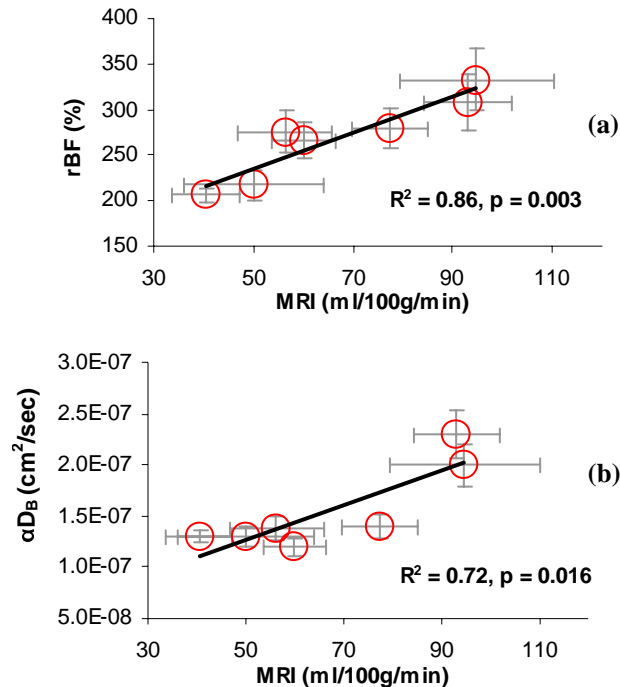 400
350
300
250
200
150
rBF (%)
(a)
R² = 0.86, p = 0.003
30 50 70 90 110
MRI (ml/100g/min)
3.0E-07
2.5E-07
2.0E-07
1.5E-07
1.0E-07
5.0E-08
αD_B (cm²/sec)
(b)
R² = 0.72, p = 0.016
30 50 70 90 110
MRI (ml/100g/min)